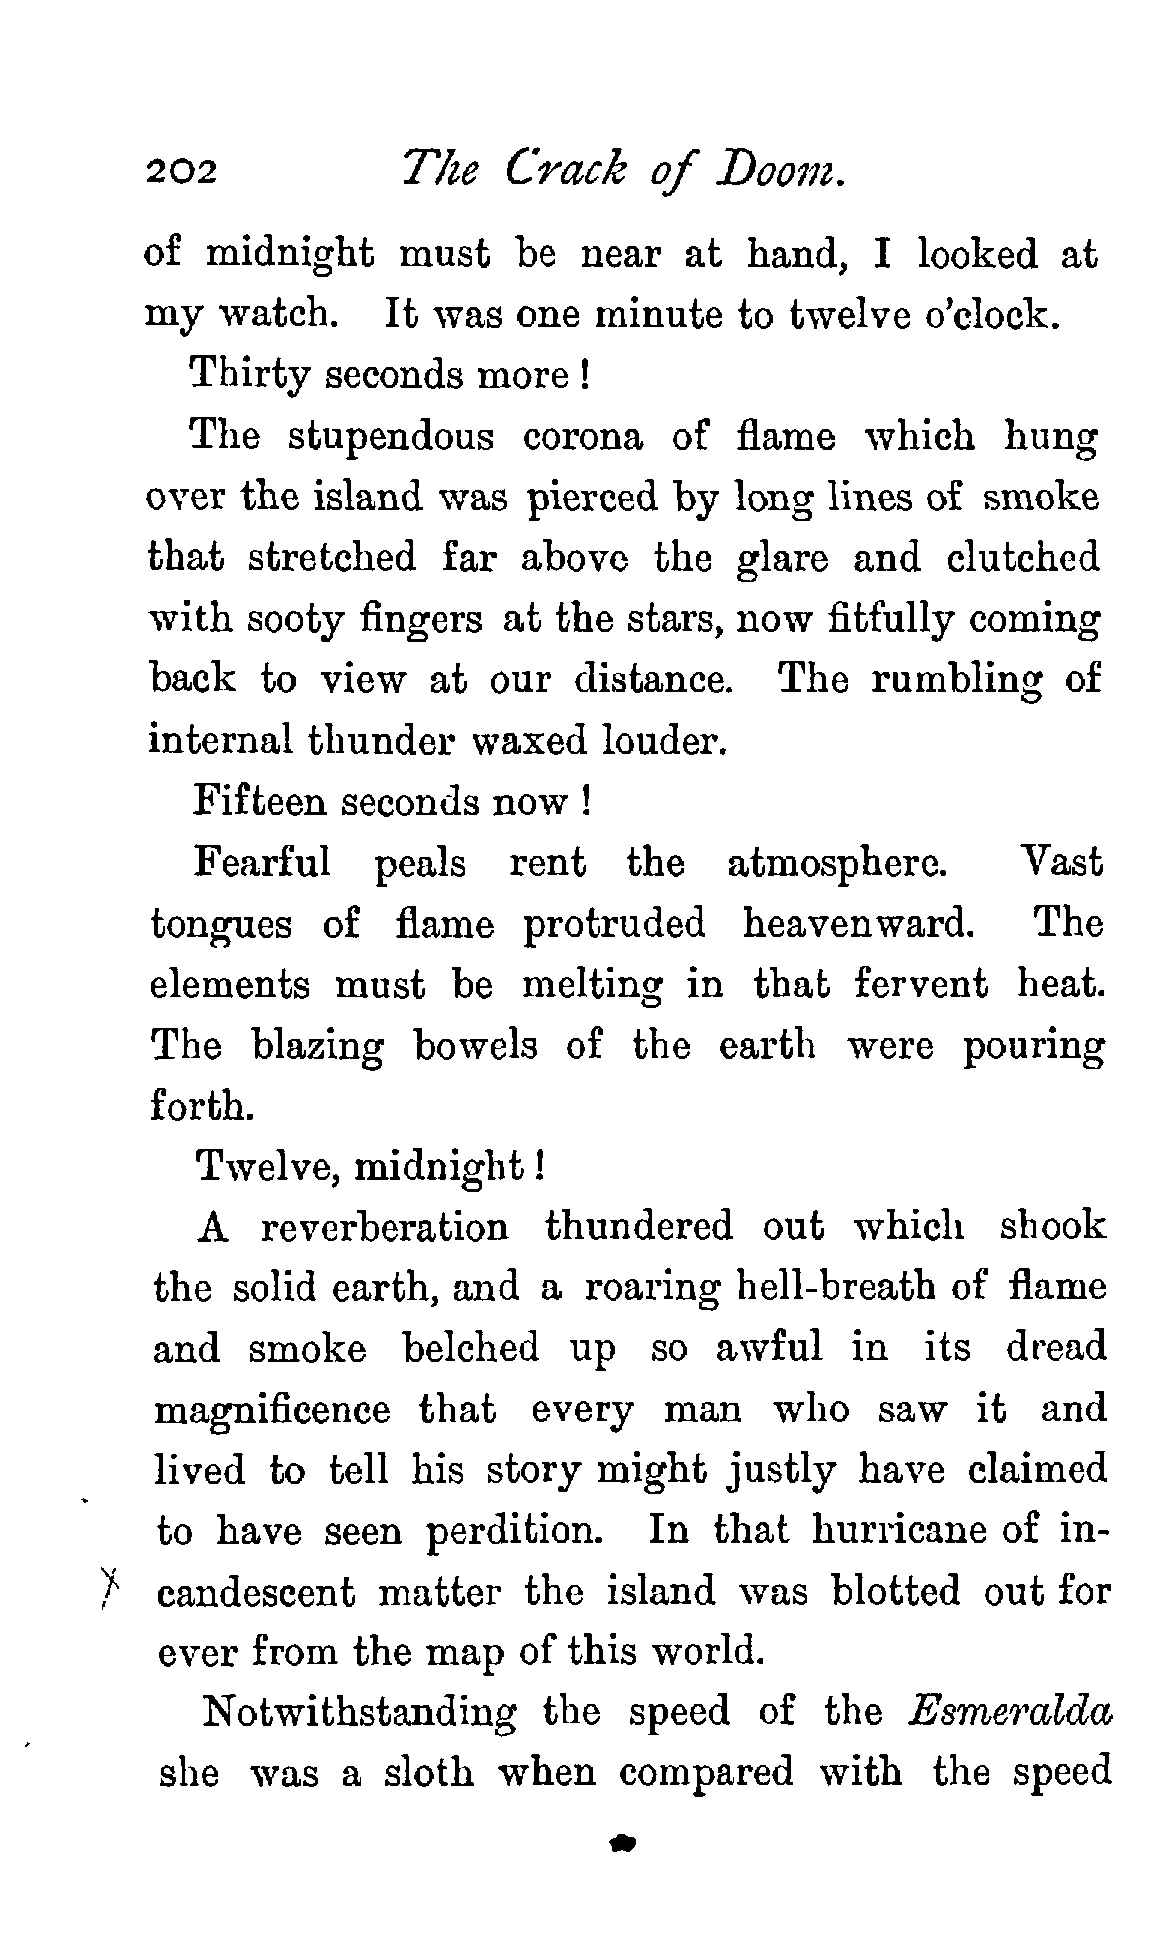 202 The Crack of Doom.
of midnight must be near at hand, I looked at
my watch. It was one minute to twelve o'clock.
Thirty seconds more!
The stupendous corona of flame which hung
over the island was pierced by long lines of smoke
that stretched far above the glare and clutched
with sooty fingers at the stars, now fitfully coming
back to view at our distance. The rumbling of
internal thunder waxed louder.
Fifteen seconds now!
Fearful peals rent the atmosphere. Vast
tongues of flame protruded heavenward. The
elements must be melting in that fervent heat.
The blazing bowels of the earth were pouring
forth.
Twelve, midnight!
A reverberation thundered out which shook
the solid earth, and a roaring hell-breath of flame
and smoke belched up so awful in its dread
magnificence that every man who saw it and
lived to tell his story might justly have claimed
to have seen perdition. In that hurricane of in-
candescent matter the island was blotted out for
ever from the map of this world.
Notwithstanding the speed of the Esmeralda
she was a sloth when compared with the speed